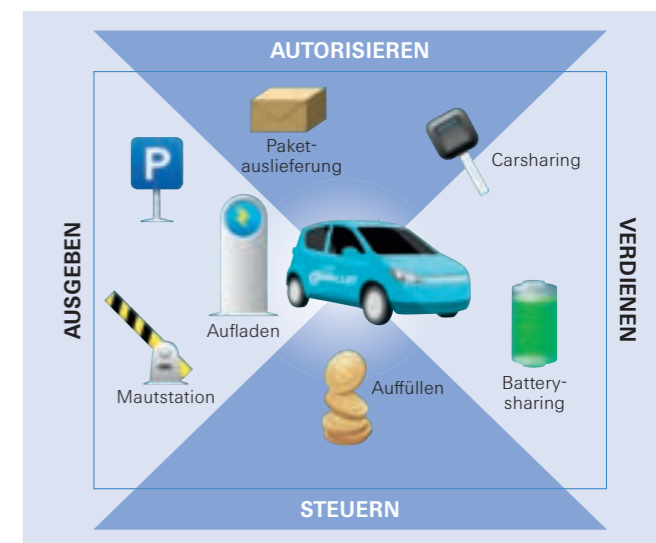 AUTORISIEREN
Paket-
auslieferung
Carsharing
P
AUSGEBEN
VERDIENEN
Aufladen
Mautstation
Auffüllen
Battery-
sharing
STEUERN